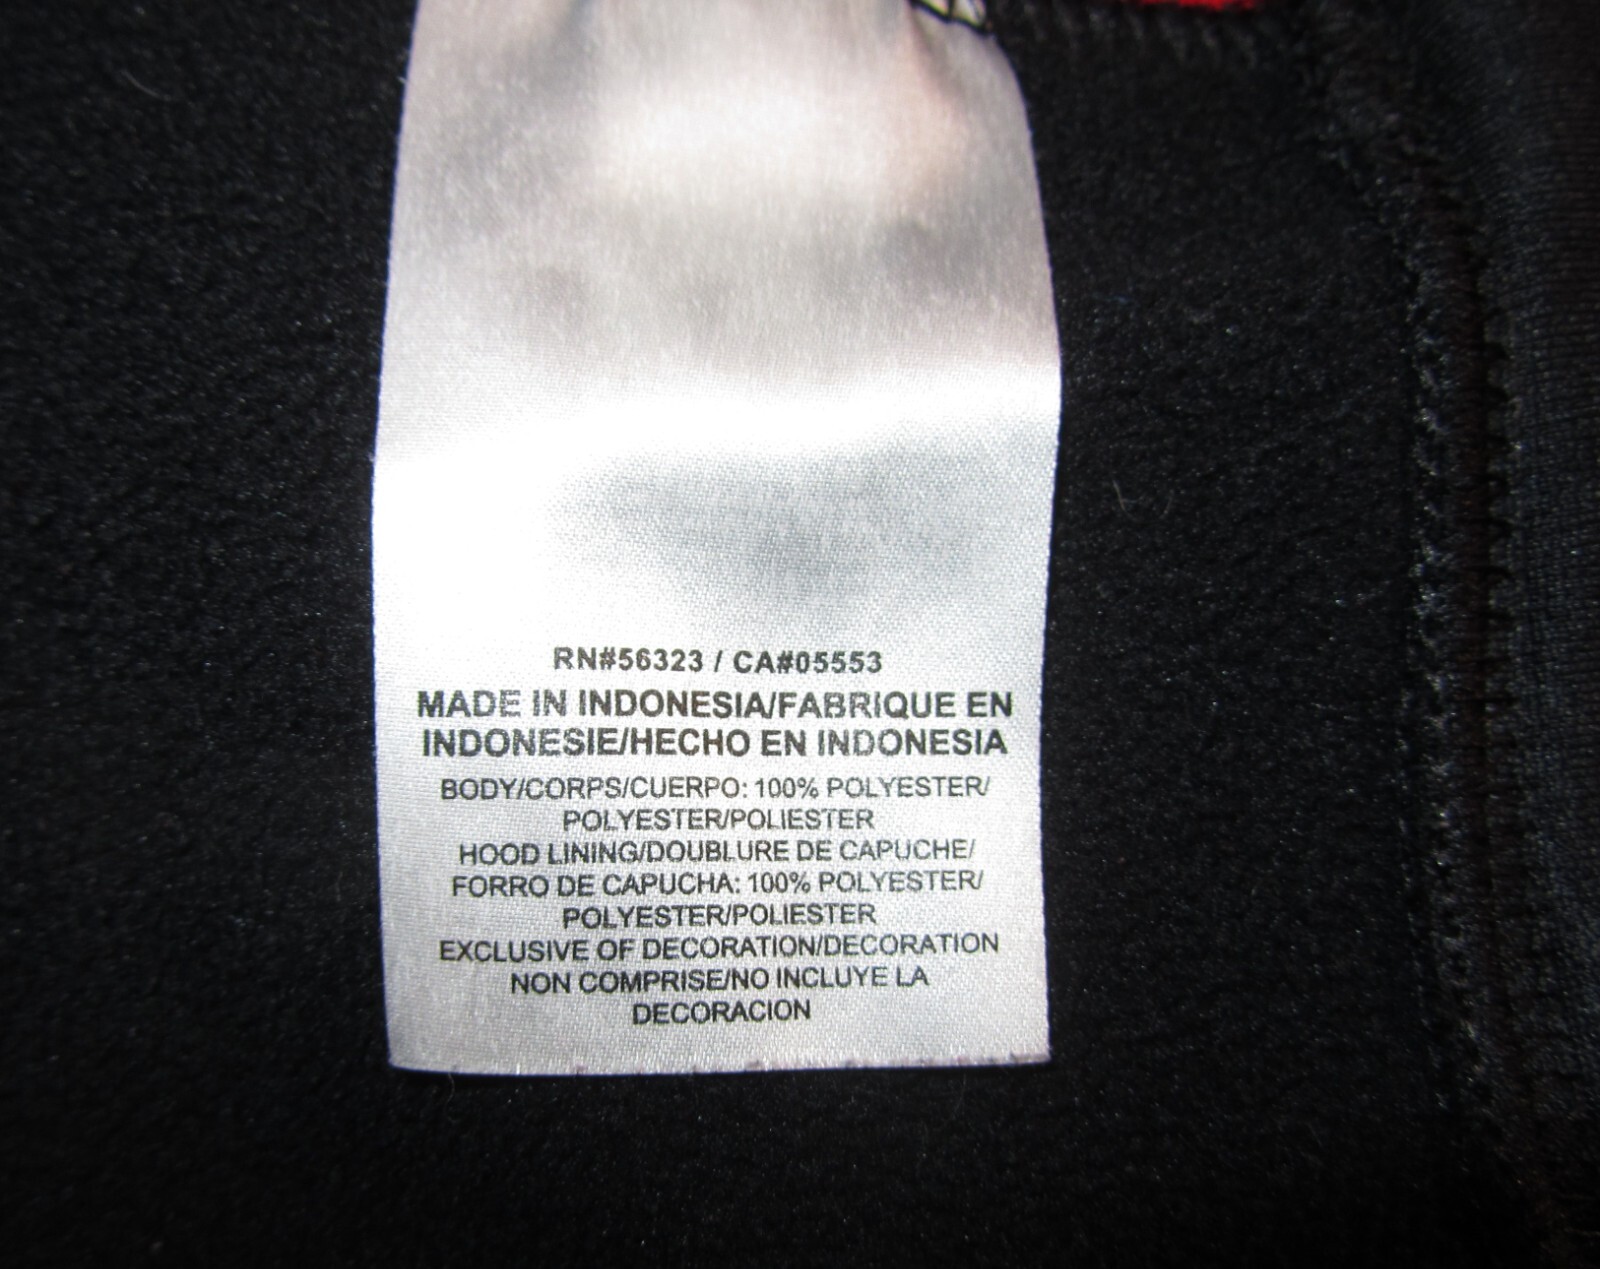 RN#56323 / CA#05553
MADE IN INDONESIA/FABRIQUE EN
INDONESIE/HECHO EN INDONESIA
BODY/CORPS/CUERPO: 100% POLYESTER/
POLYESTER/POLIESTER
HOOD LINING/DOUBLURE DE CAPUCHE/
FORRO DE CAPUCHA: 100% POLYESTER/
POLYESTER/POLIESTER
EXCLUSIVE OF DECORATION/DECORATION
NON COMPRISE/NO INCLUYE LA
DECORACION